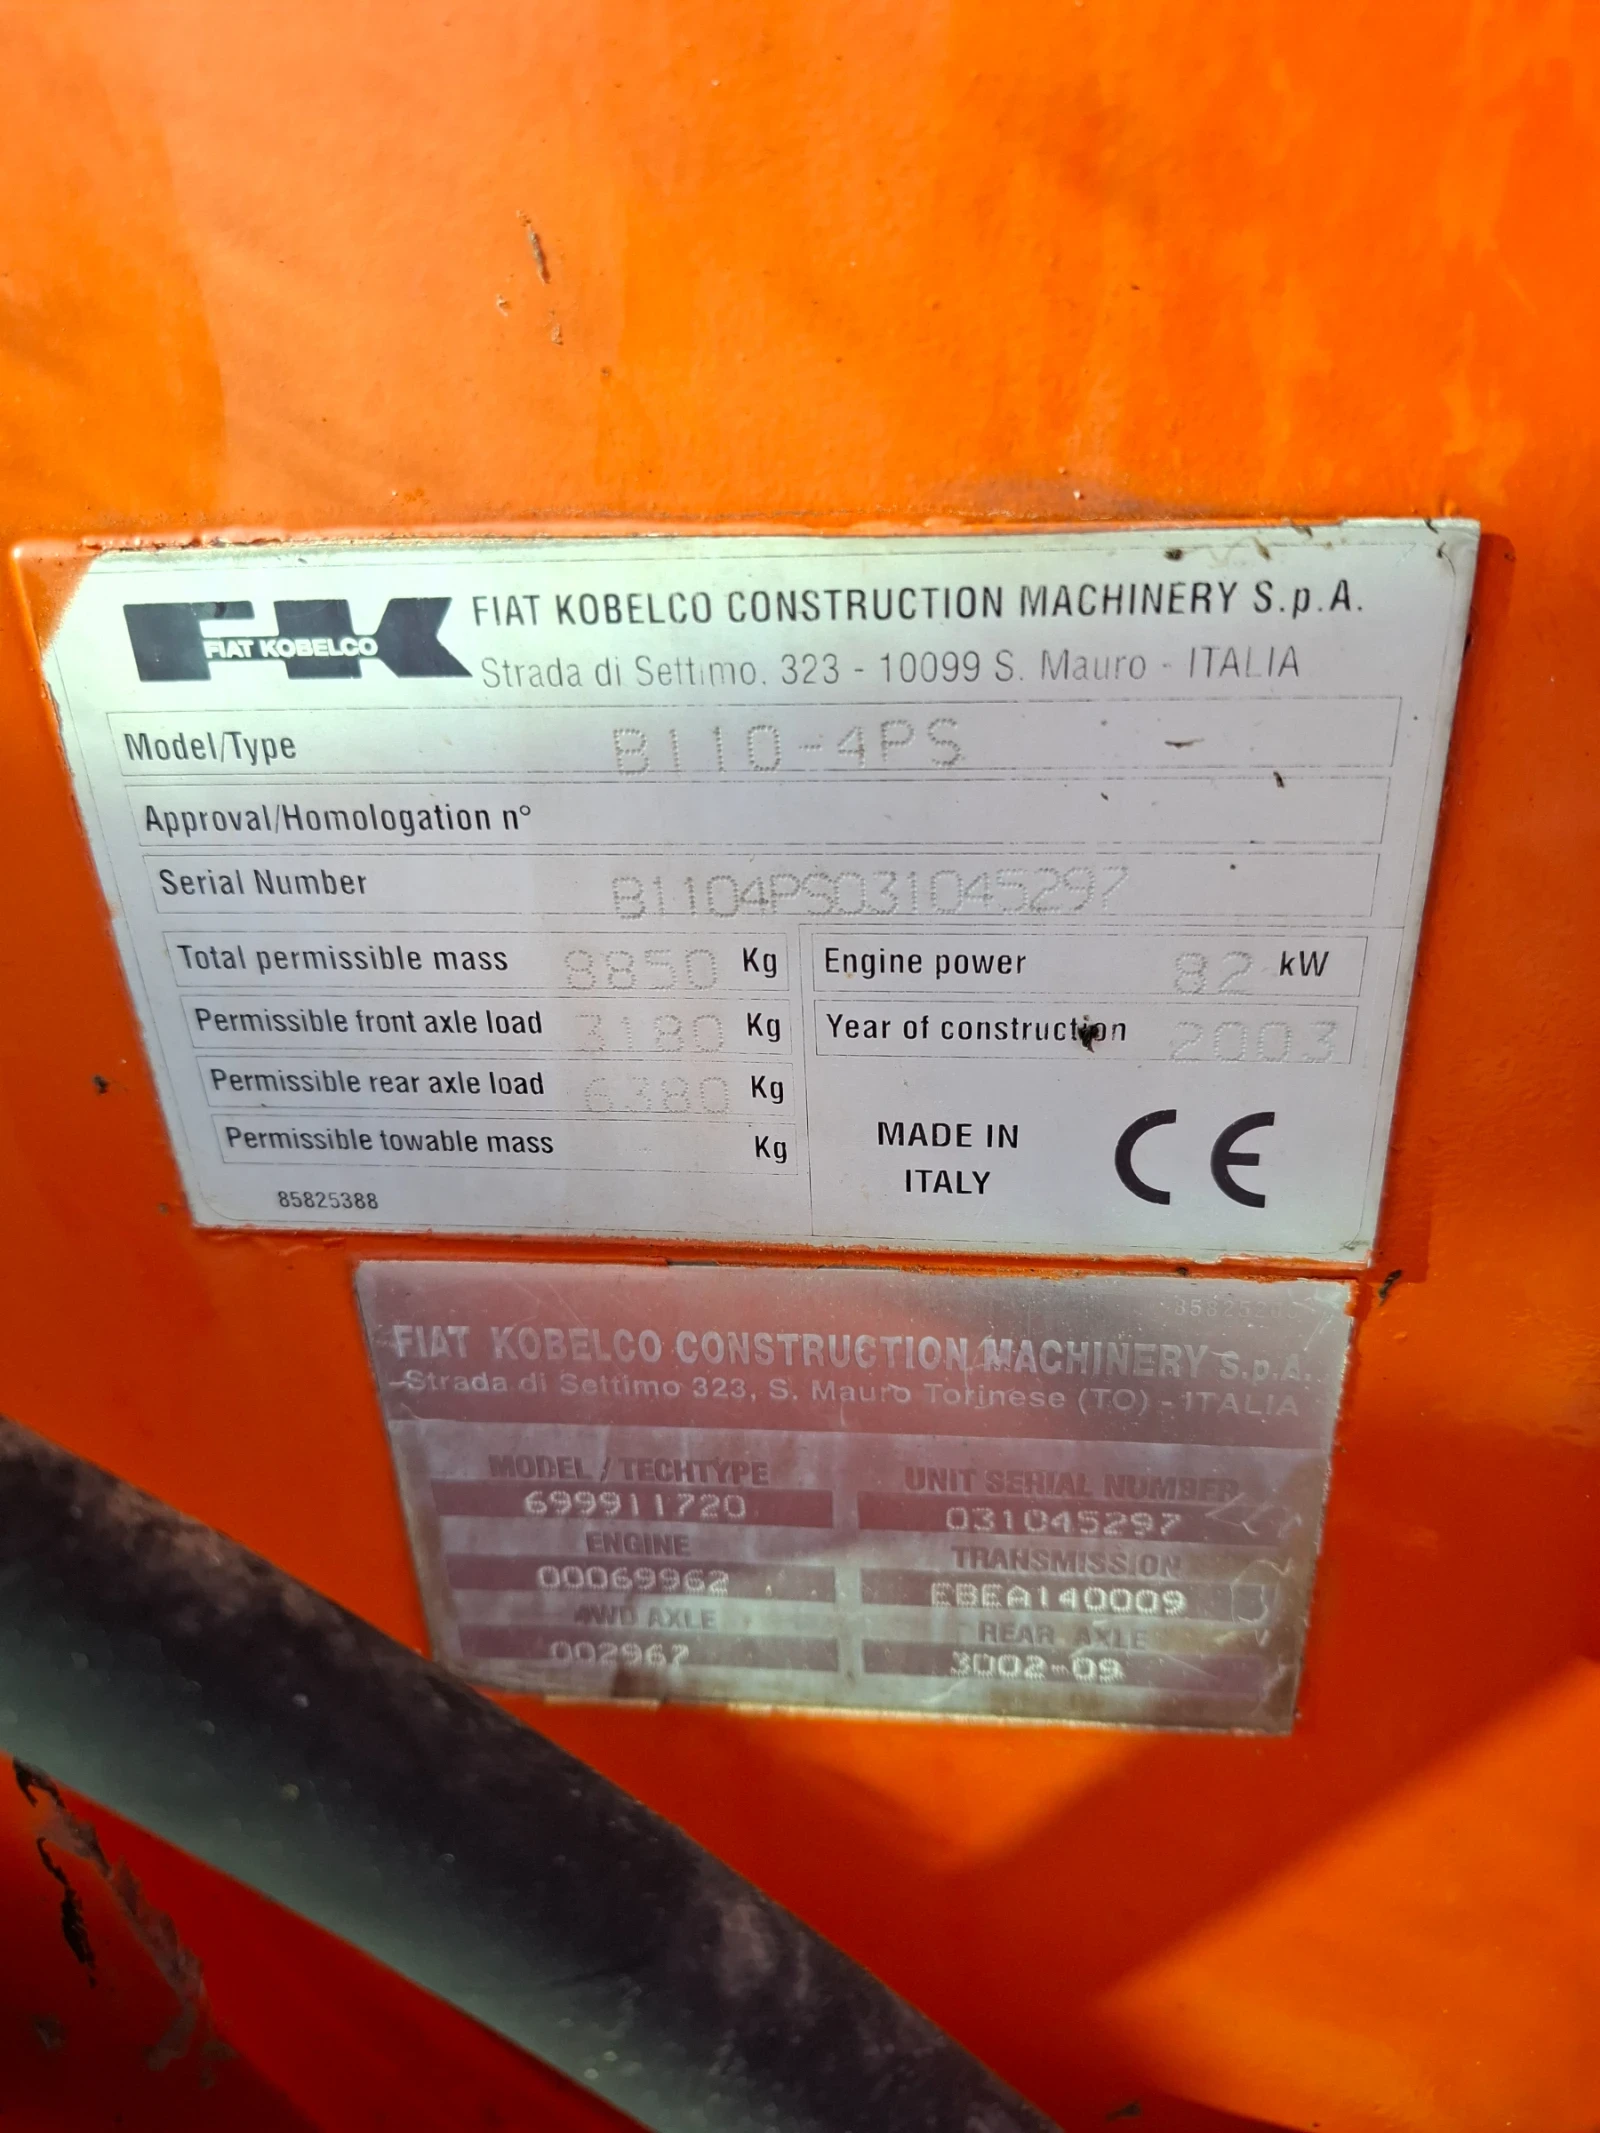 FIAT KOBELCO
FIAT KOBELCO CONSTRUCTION MACHINERY S.p.A.
Strada di Settimo, 323 - 10099 S. Mauro - ITALIA
Model/Type B110-4PS -
Approval/Homologation n°
Serial Number B1104PS031045297
Total permissible mass 8850 Kg
Engine power 82 kW
Permissible front axle load 3180 Kg
Year of construction 2003
Permissible rear axle load 6380 Kg
Permissible towable mass Kg
MADE IN
ITALY
CE
85825388
FIAT KOBELCO CONSTRUCTION MACHINERY S.p.A.
Strada di Settimo 323, S. Mauro Torinese (TO) - ITALIA
MODEL / TECHTYPE UNIT SERIAL NUMBER
699911720 031045297
ENGINE TRANSMISSION
00069962 EBEA140009
4WD AXLE REAR AXLE
002967 3002-09